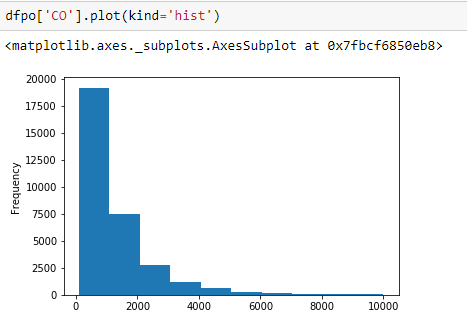 dfpo['CO'].plot(kind='hist')
<matplotlib.axes._subplots.AxesSubplot at 0x7fbcf6850eb8>
20000
17500
15000
12500
10000
7500
5000
2500
0
Frequency
0 2000 4000 6000 8000 10000